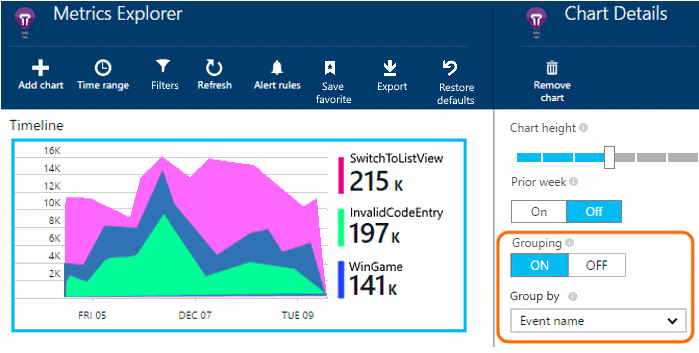 Metrics Explorer
Chart Details
Add chart
Time range
Filters
Refresh
Alert rules
Save favorite
Export
Restore defaults
Remove chart
Timeline
16K
14K
12K
10K
8K
6K
4K
2K
FRI 05
DEC 07
TUE 09
SwitchToListView
215 K
InvalidCodeEntry
197 K
WinGame
141 K
Chart height
Prior week
On
Off
Grouping
ON
OFF
Group by
Event name